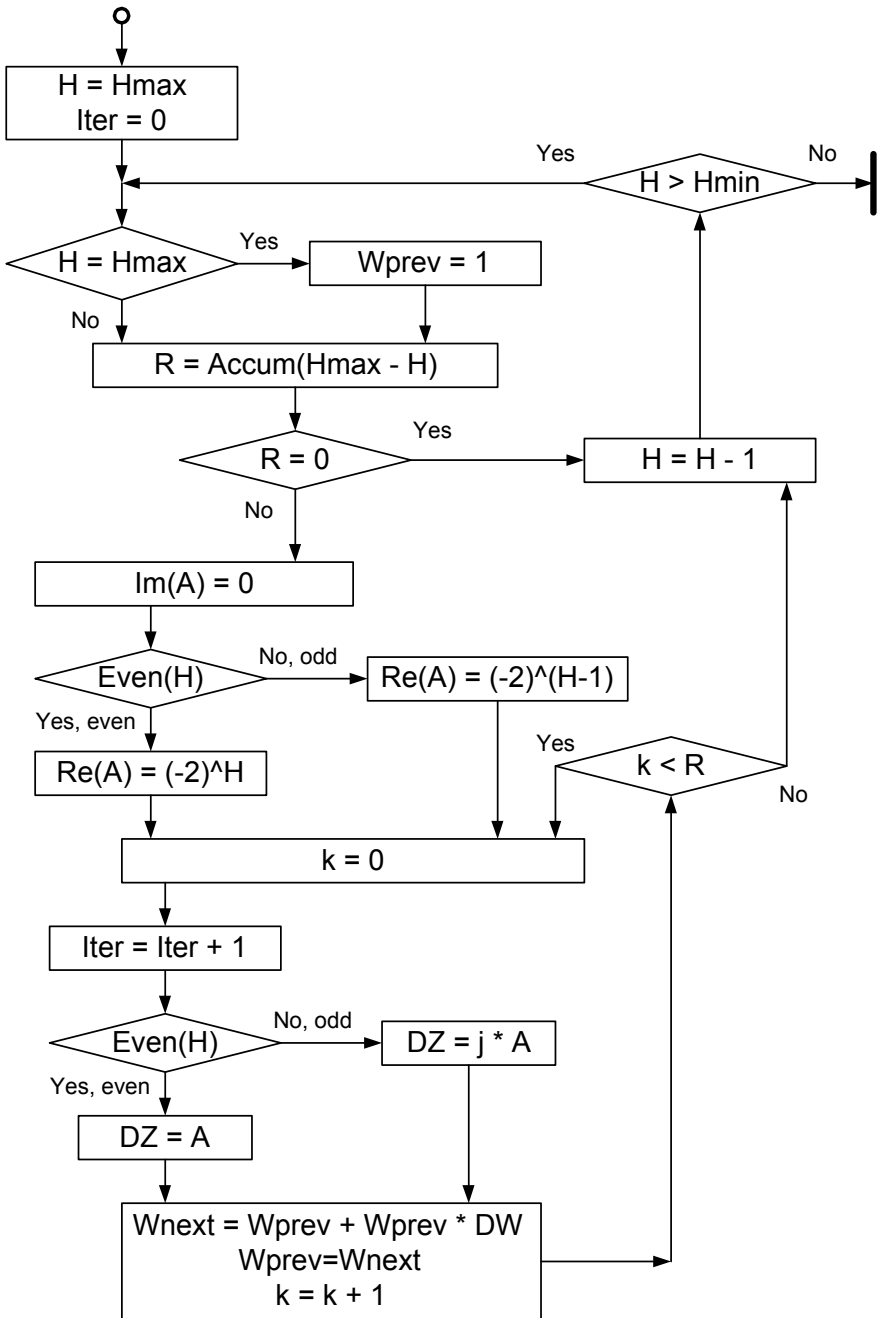 H = Hmax
Iter = 0
Yes
H > Hmin
No
H = Hmax
Yes
Wprev = 1
No
R = Accum(Hmax - H)
R = 0
Yes
H = H - 1
No
Im(A) = 0
Even(H)
No, odd
Re(A) = (-2)^(H-1)
Yes, even
Re(A) = (-2)^H
Yes
k < R
No
k = 0
Iter = Iter + 1
Even(H)
No, odd
DZ = j * A
Yes, even
DZ = A
Wnext = Wprev + Wprev * DW
Wprev=Wnext
k = k + 1